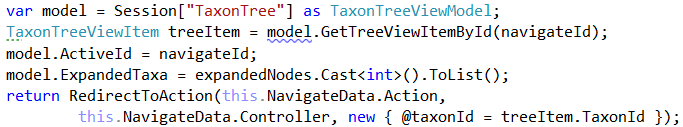 var model = Session["TaxonTree"] as TaxonTreeViewModel;
TaxonTreeViewItem treeItem = model.GetTreeViewItemById(navigateId);
model.ActiveId = navigateId;
model.ExpandedTaxa = expandedNodes.Cast<int>().ToList();
return RedirectToAction(this.NavigateData.Action,
this.NavigateData.Controller, new { @taxonId = treeItem.TaxonId });